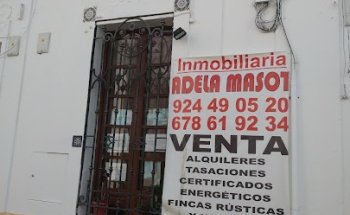 Inmobiliaria
ADELA MASOT
924 49 05 20
678 61 92 34
VENTA
ALQUILERES
TASACIONES
CERTIFICADOS
ENERGÉTICOS
FINCAS RÚSTICAS